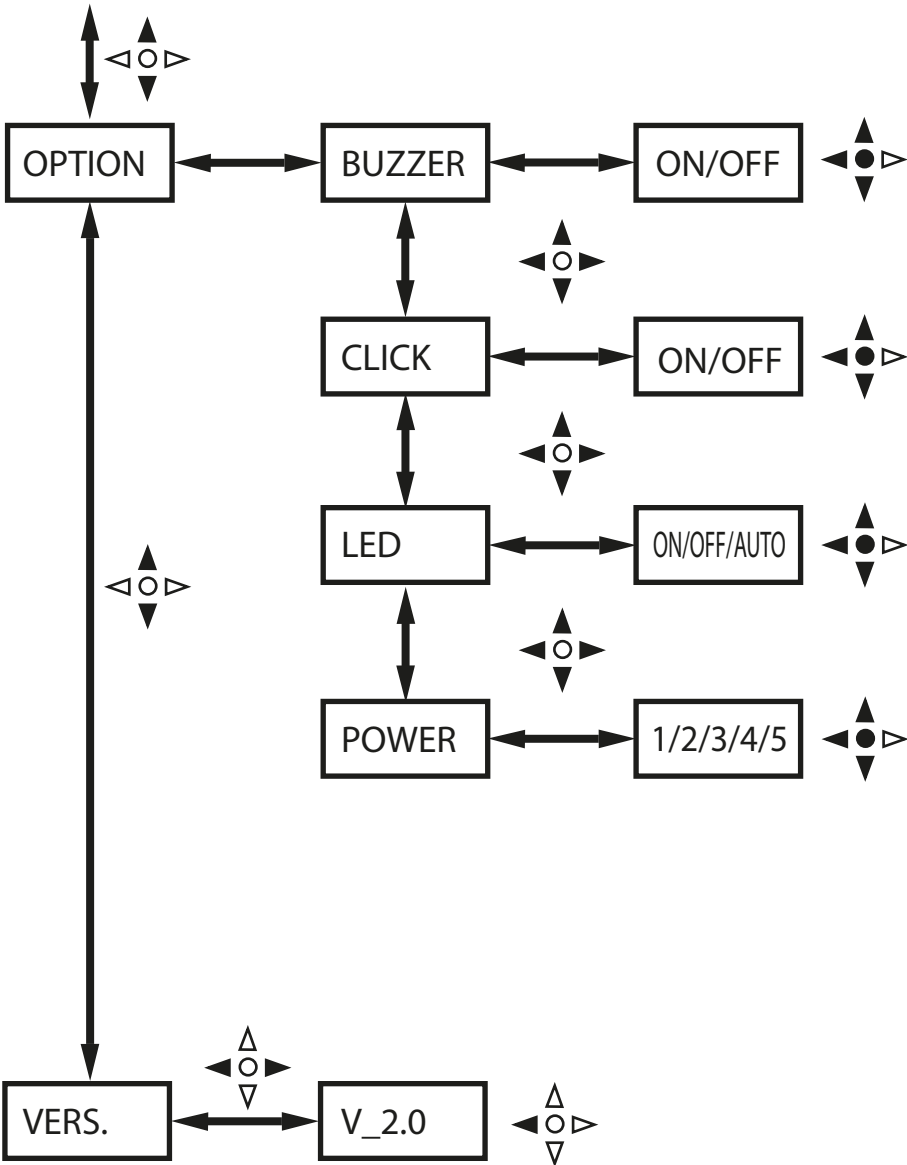 OPTION
BUZZER
ON/OFF
CLICK
ON/OFF
LED
ON/OFF/AUTO
POWER
1/2/3/4/5
VERS.
V_2.0